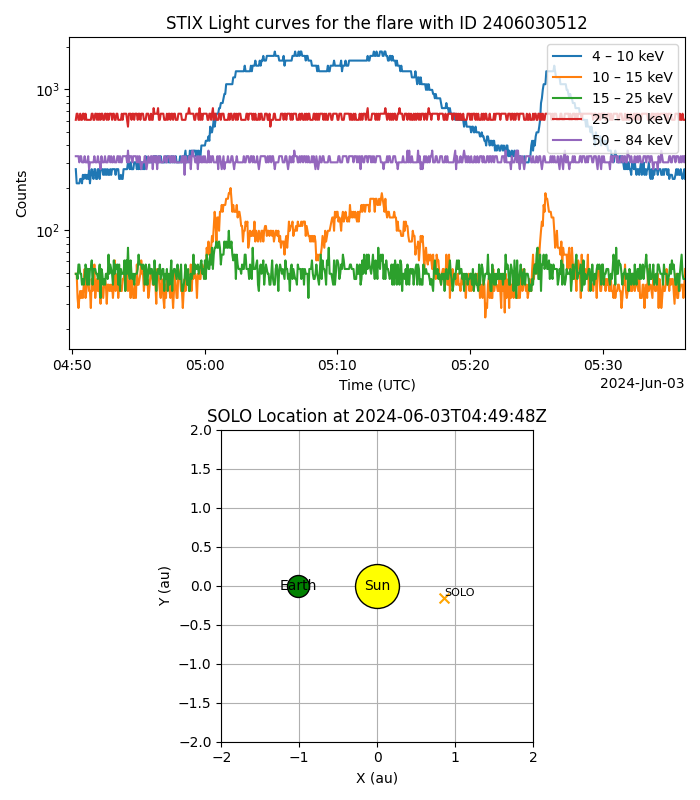 STIX Light curves for the flare with ID 2406030512
4 – 10 keV
10 – 15 keV
15 – 25 keV
25 – 50 keV
50 – 84 keV
10³
10²
Counts
04:50 05:00 05:10 05:20 05:30
Time (UTC)
2024-Jun-03
SOLO Location at 2024-06-03T04:49:48Z
2.0
1.5
1.0
0.5
0.0
−0.5
−1.0
−1.5
−2.0
Y (au)
Earth
Sun
SOLO
−2 −1 0 1 2
X (au)